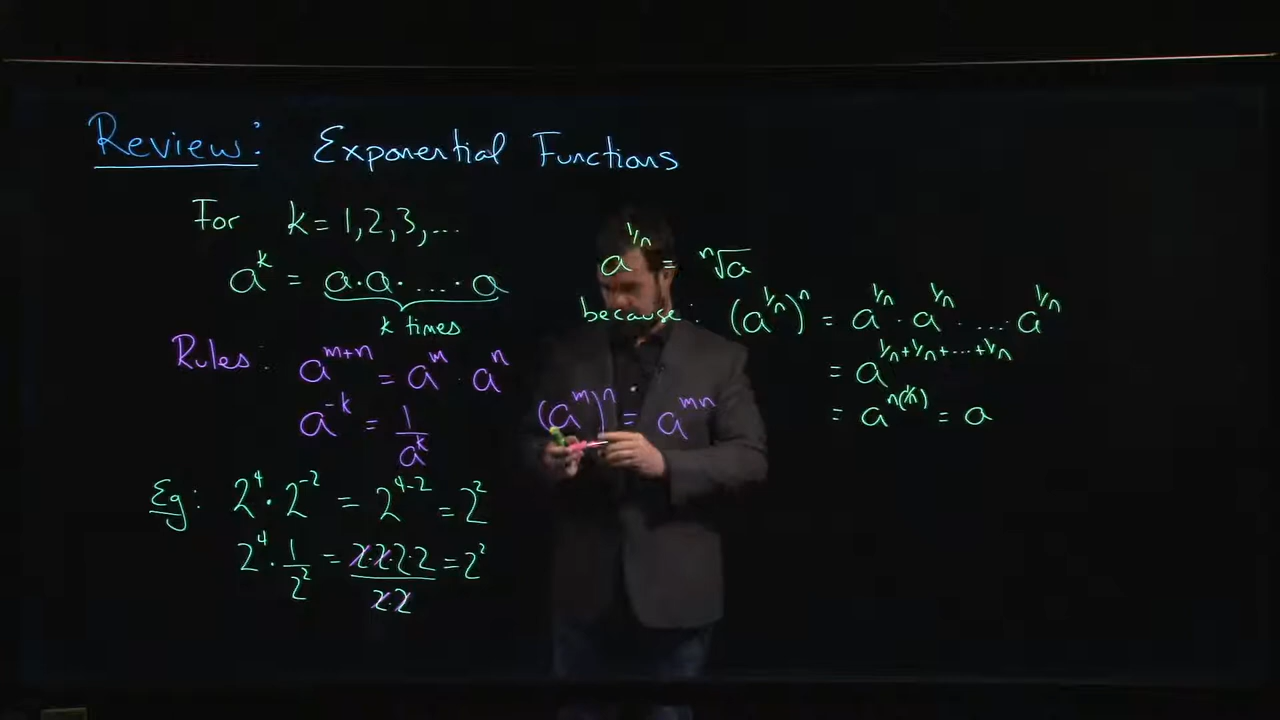 Review: Exponential Functions
For k = 1, 2, 3, ...
a^k = a · a · ... · a
k times
Rules: a^{m+n} = a^m · a^n
a^{-k} = 1/a^k
(a^m)^n = a^{mn}
Eg: 2^4 · 2^{-2} = 2^{4-2} = 2^2
2^4 · 1/2^2 = 2·2·2·2/2·2 = 2^2
a^{1/n} = ⁿ√a
because: (a^{1/n})^n = a^{1/n} · a^{1/n} · ... · a^{1/n}
= a^{1/n + 1/n + ... + 1/n}
= a^{n(1/n)} = a